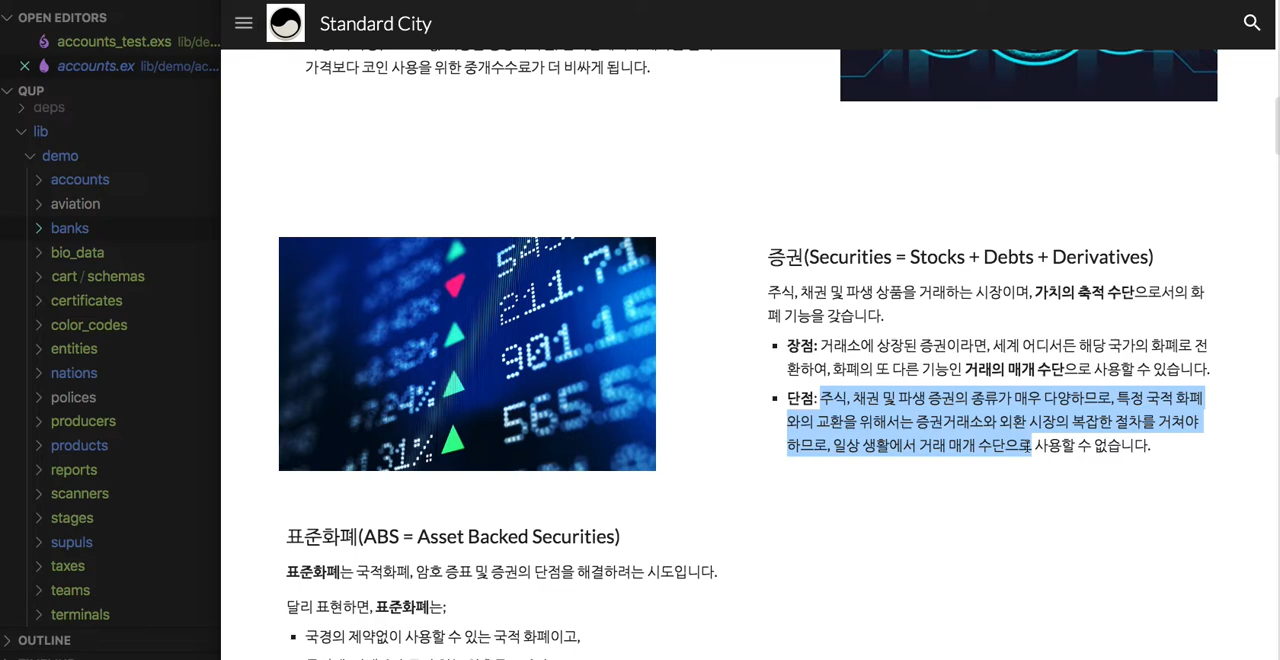 OPEN EDITORS
accounts_test.exs lib/de...
accounts.ex lib/demo/ac...
QUP
deps
lib
demo
accounts
aviation
banks
bio_data
cart / schemas
certificates
color_codes
entities
nations
polices
producers
products
reports
scanners
stages
supuls
taxes
teams
terminals
OUTLINE
Standard City
가격보다 코인 사용을 위한 중개수수료가 더 비싸게 됩니다.
211.71
901.15
565.5
증권(Securities = Stocks + Debts + Derivatives)
주식, 채권 및 파생 상품을 거래하는 시장이며, 가치의 축적 수단으로서의 화
폐 기능을 갖습니다.
장점: 거래소에 상장된 증권이라면, 세계 어디서든 해당 국가의 화폐로 전
환하여, 화폐의 또 다른 기능인 거래의 매개 수단으로 사용할 수 있습니다.
단점: 주식, 채권 및 파생 증권의 종류가 매우 다양하므로, 특정 국적 화폐
와의 교환을 위해서는 증권거래소와 외환 시장의 복잡한 절차를 거쳐야
하므로, 일상 생활에서 거래 매개 수단으로 사용할 수 없습니다.
표준화폐(ABS = Asset Backed Securities)
표준화폐는 국적화폐, 암호 증표 및 증권의 단점을 해결하려는 시도입니다.
달리 표현하면, 표준화폐는;
국경의 제약없이 사용할 수 있는 국적 화폐이고,